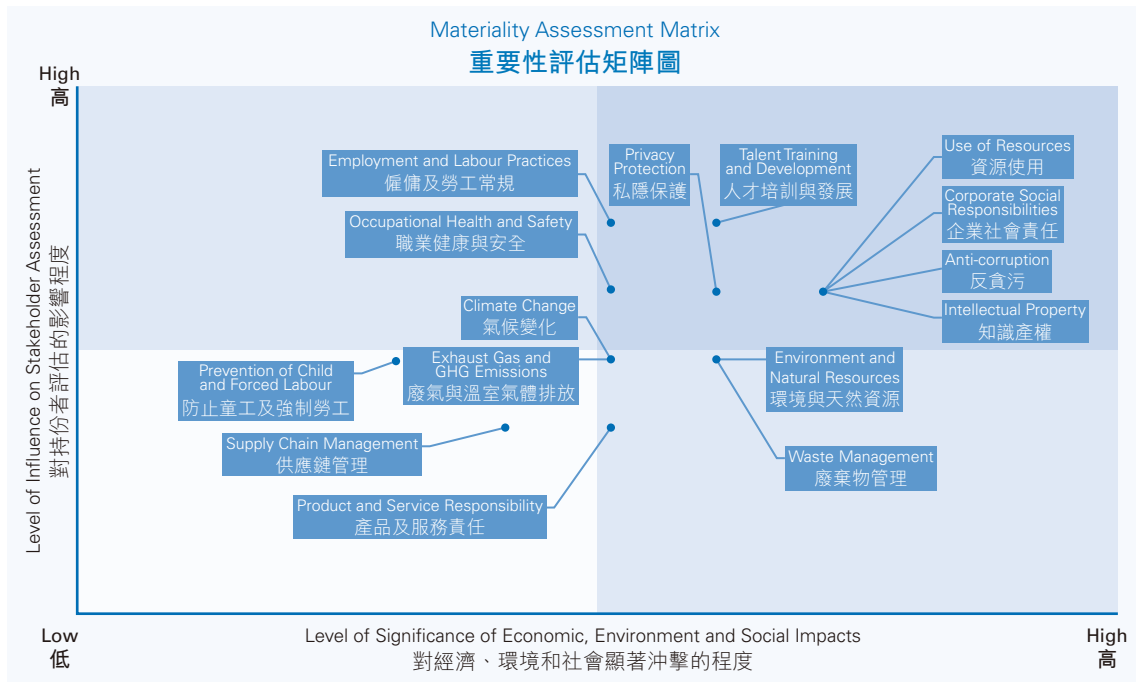 Materiality Assessment Matrix
重要性評估矩陣圖
High
高
Level of Influence on Stakeholder Assessment
對持份者評估的影響程度
Employment and Labour Practices
僱傭及勞工常規
Occupational Health and Safety
職業健康與安全
Climate Change
氣候變化
Exhaust Gas and
GHG Emissions
廢氣與溫室氣體排放
Prevention of Child
and Forced Labour
防止童工及強制勞工
Supply Chain Management
供應鏈管理
Product and Service Responsibility
產品及服務責任
Privacy
Protection
私隱保護
Talent Training
and Development
人才培訓與發展
Use of Resources
資源使用
Corporate Social
Responsibilities
企業社會責任
Anti-corruption
反貪污
Intellectual Property
知識產權
Environment and
Natural Resources
環境與天然資源
Waste Management
廢棄物管理
Low
低
Level of Significance of Economic, Environment and Social Impacts
對經濟、環境和社會顯著沖擊的程度
High
高